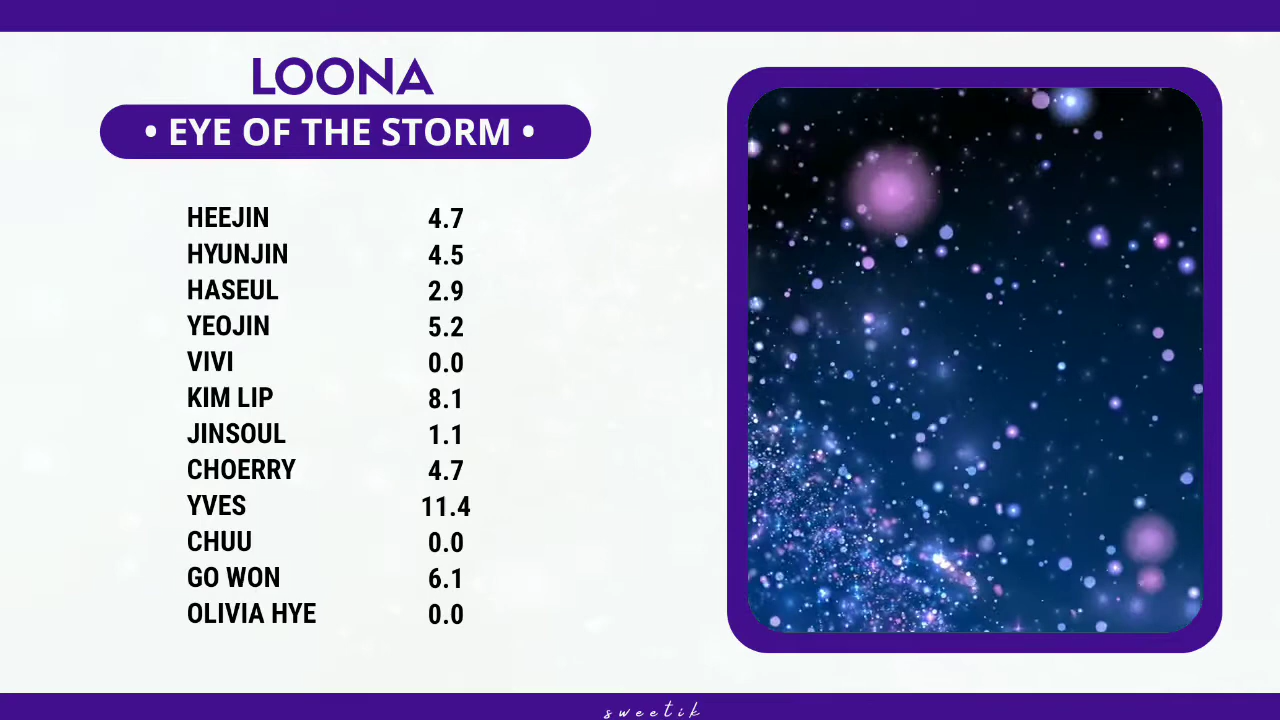 LOONA
• EYE OF THE STORM •
HEEJIN 4.7
HYUNJIN 4.5
HASEUL 2.9
YEOJIN 5.2
VIVI 0.0
KIM LIP 8.1
JINSOUL 1.1
CHOERRY 4.7
YVES 11.4
CHUU 0.0
GO WON 6.1
OLIVIA HYE 0.0
sweetik